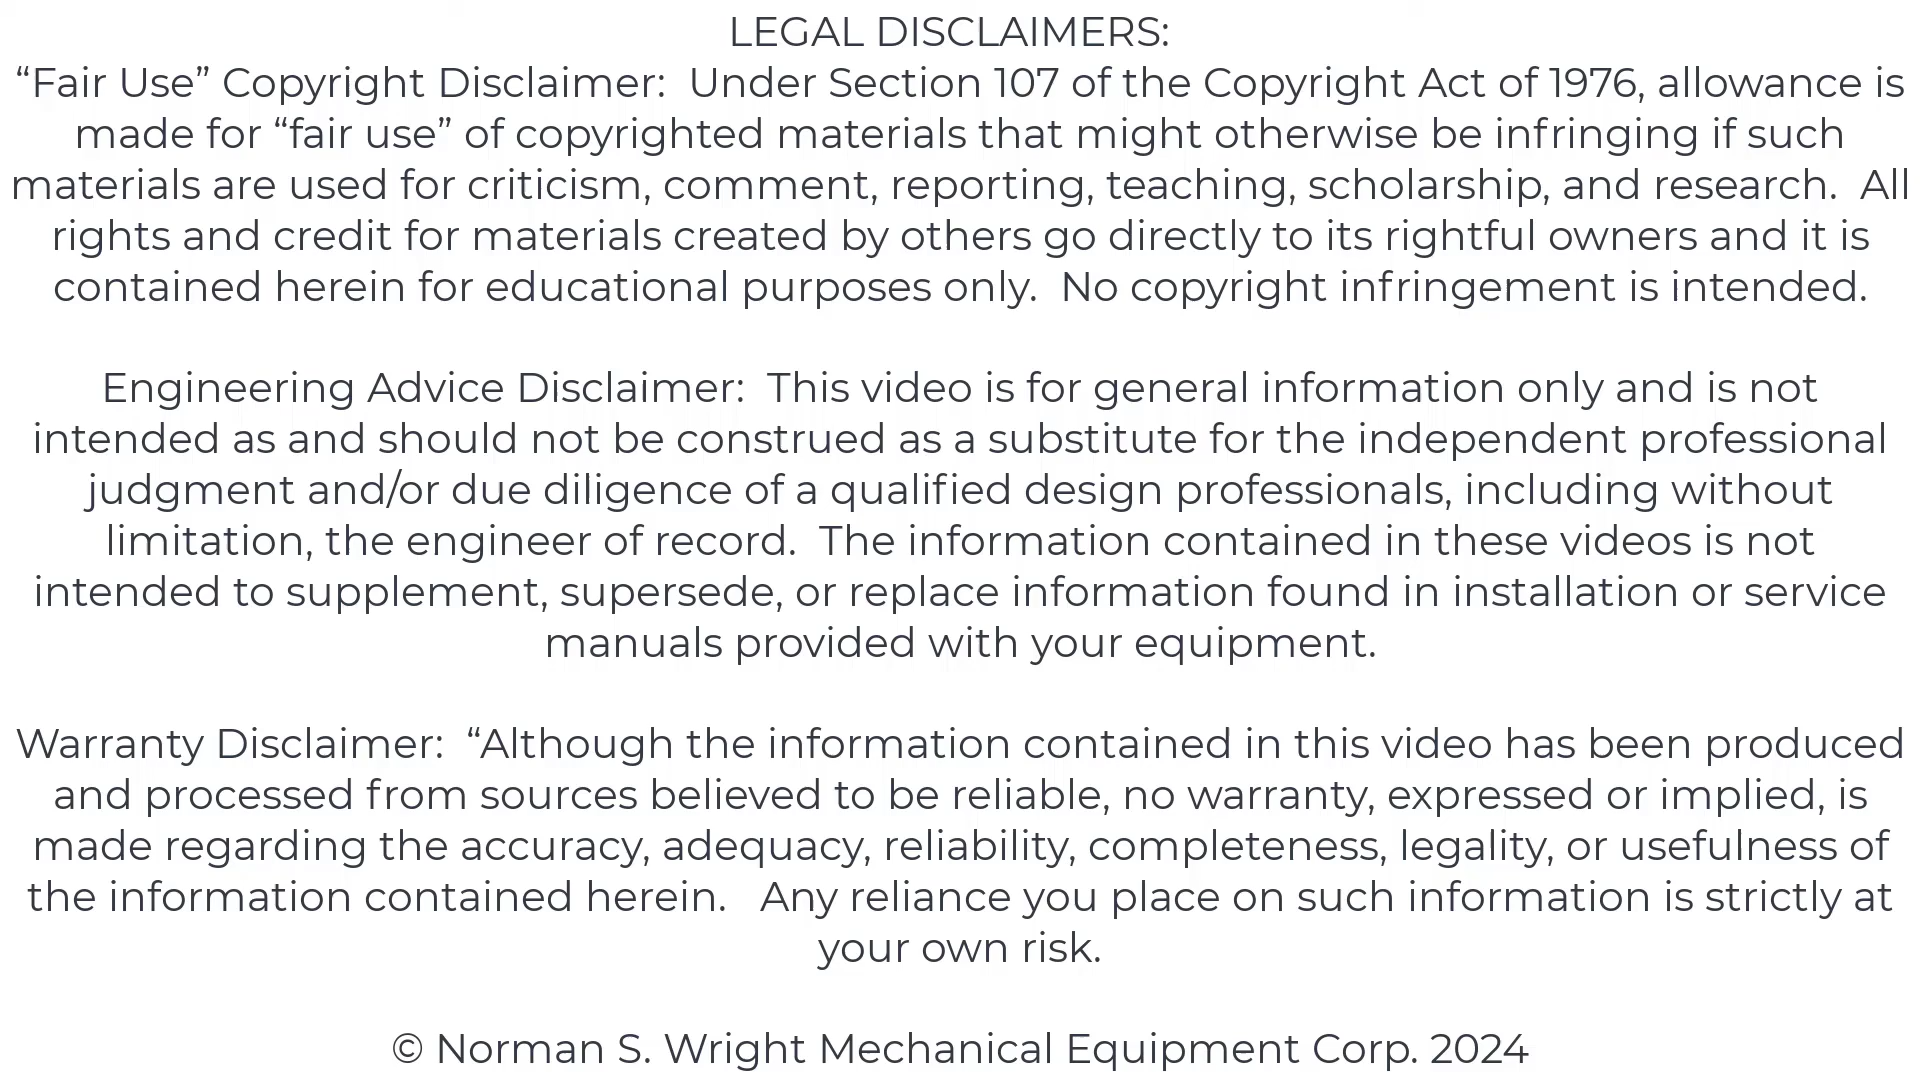 LEGAL DISCLAIMERS:
“Fair Use” Copyright Disclaimer:  Under Section 107 of the Copyright Act of 1976, allowance is
made for “fair use” of copyrighted materials that might otherwise be infringing if such
materials are used for criticism, comment, reporting, teaching, scholarship, and research.  All
rights and credit for materials created by others go directly to its rightful owners and it is
contained herein for educational purposes only.  No copyright infringement is intended.
Engineering Advice Disclaimer:  This video is for general information only and is not
intended as and should not be construed as a substitute for the independent professional
judgment and/or due diligence of a qualified design professionals, including without
limitation, the engineer of record.  The information contained in these videos is not
intended to supplement, supersede, or replace information found in installation or service
manuals provided with your equipment.
Warranty Disclaimer:  “Although the information contained in this video has been produced
and processed from sources believed to be reliable, no warranty, expressed or implied, is
made regarding the accuracy, adequacy, reliability, completeness, legality, or usefulness of
the information contained herein.   Any reliance you place on such information is strictly at
your own risk.
© Norman S. Wright Mechanical Equipment Corp. 2024